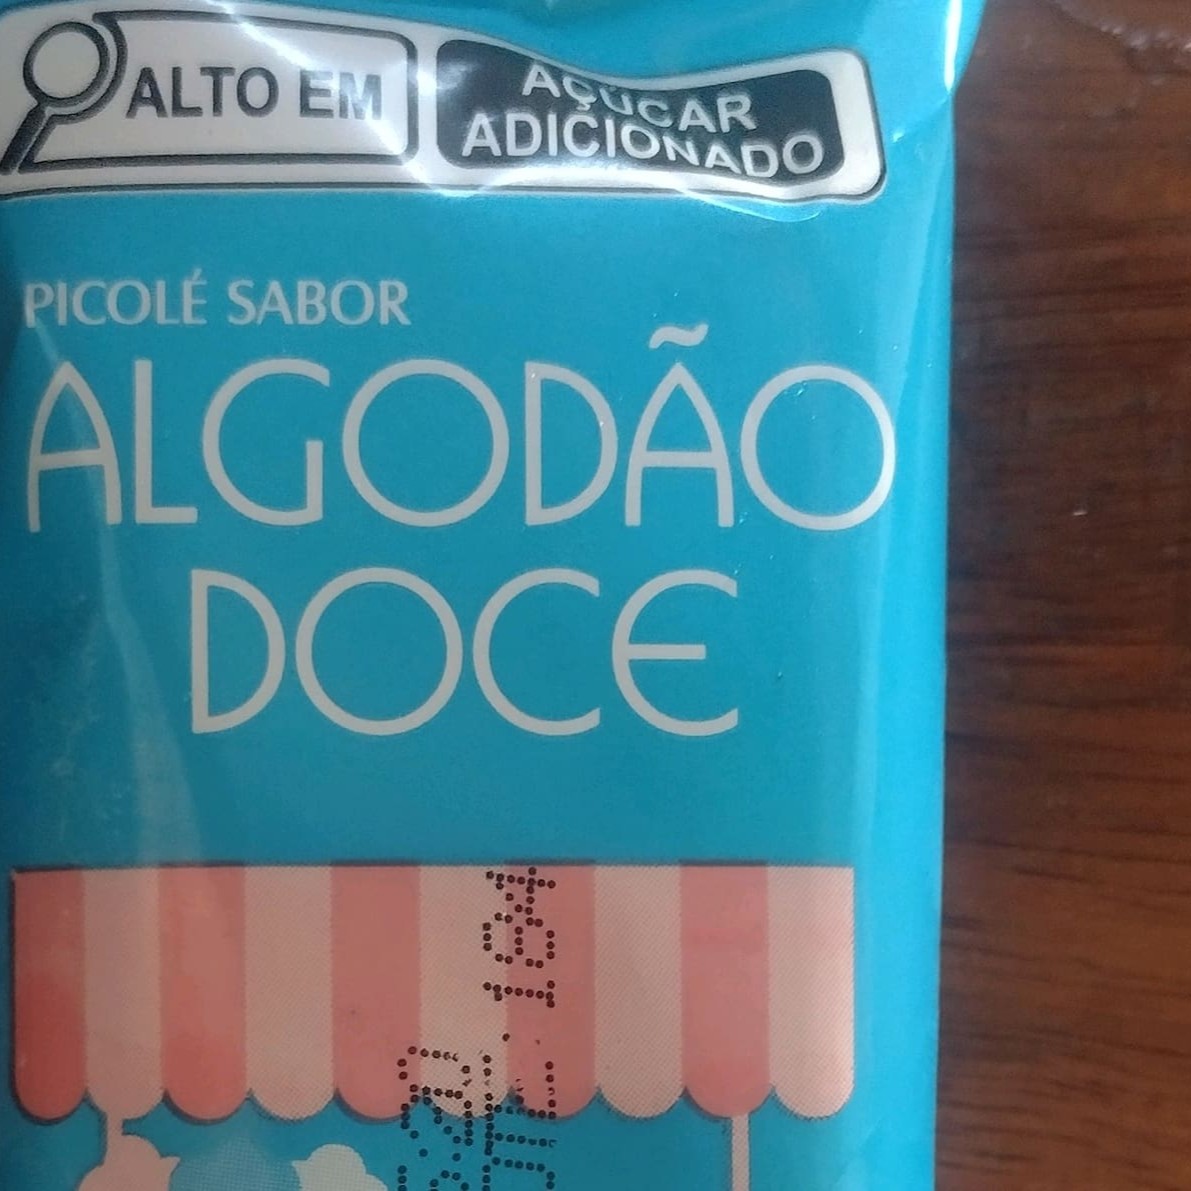 ALTO EM
AÇÚCAR
ADICIONADO
PICOLÉ SABOR
ALGODÃO
DOCE